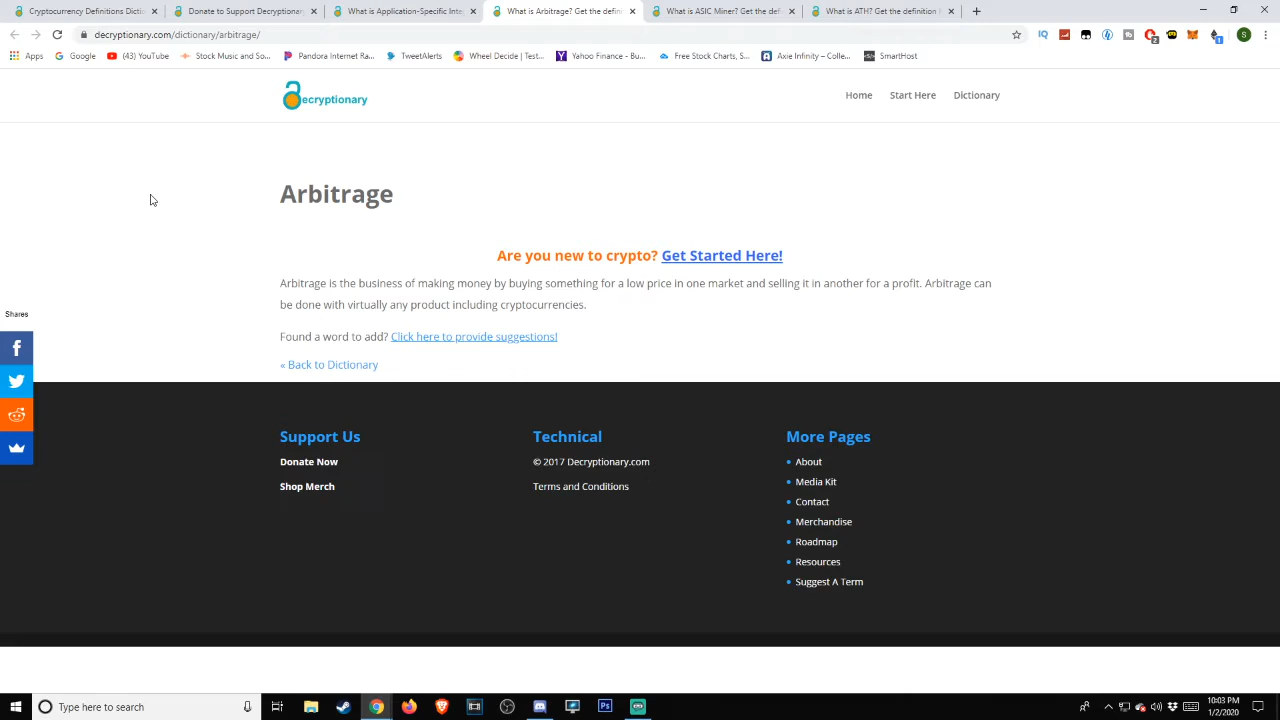 Cryptocurrency Definitions Dictic
Donate to Support Decryptionary
What is Application-Specific Inte
What is Arbitrage? Get the defini
What is ASIC Miner? Get the def
What is ATH? Get the definition
decryptionary.com/dictionary/arbitrage/
Apps
Google
(43) YouTube
Stock Music and So...
Pandora Internet Ra...
TweetAlerts
Wheel Decide | Test...
Yahoo Finance - Bu...
Free Stock Charts, S...
Axie Infinity – Colle...
SmartHost
ecryptionary
Home
Start Here
Dictionary
Arbitrage
Are you new to crypto? Get Started Here!
Arbitrage is the business of making money by buying something for a low price in one market and selling it in another for a profit. Arbitrage can
be done with virtually any product including cryptocurrencies.
Shares
Found a word to add? Click here to provide suggestions!
« Back to Dictionary
Support Us
Donate Now
Shop Merch
Technical
© 2017 Decryptionary.com
Terms and Conditions
More Pages
About
Media Kit
Contact
Merchandise
Roadmap
Resources
Suggest A Term
Type here to search
10:03 PM
1/2/2020